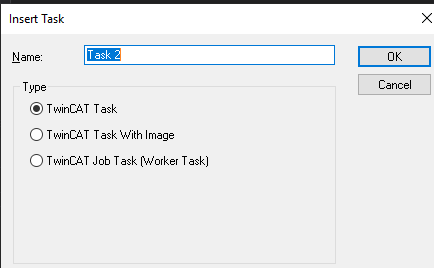 Insert Task
Name:
Task 2
OK
Cancel
Type
TwinCAT Task
TwinCAT Task With Image
TwinCAT Job Task (Worker Task)